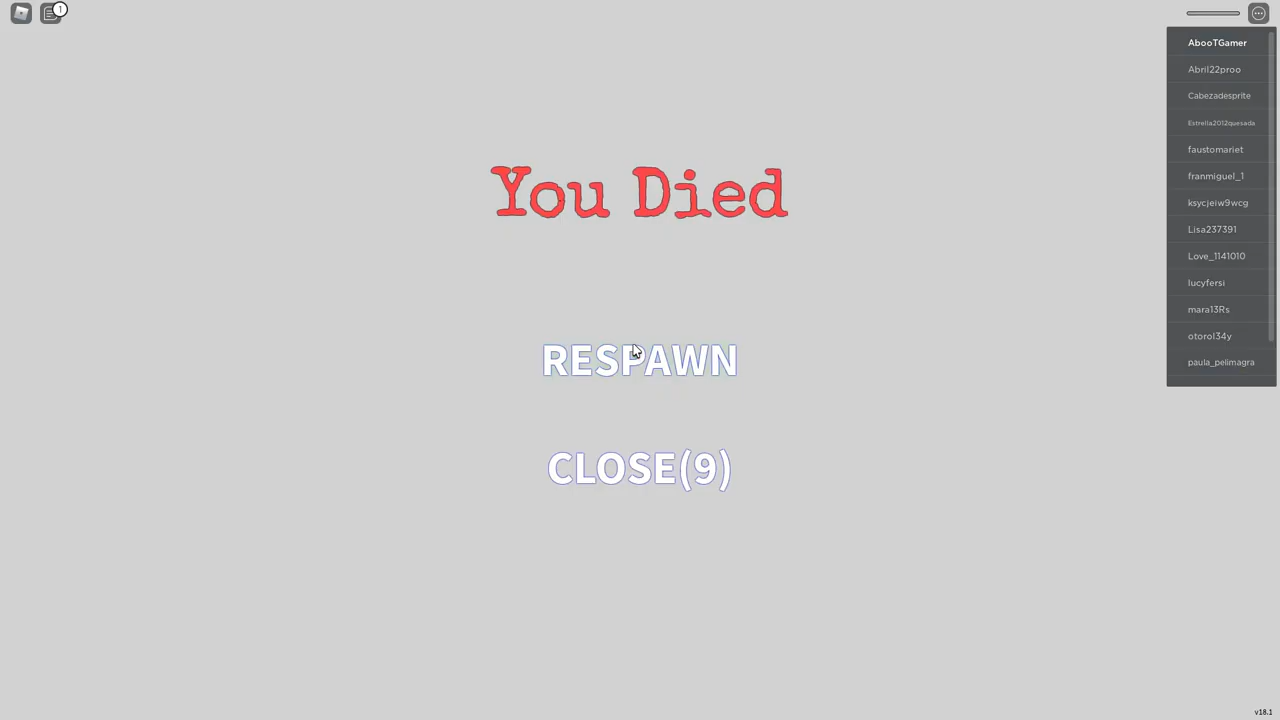 1
AbooTGamer
Abril22proo
Cabezadesprite
Estrella2012quesada
faustomariet
franmiguel_1
ksycjeiw9wcg
Lisa237391
Love_1141010
lucyfersi
mara13Rs
otorol34y
paula_pelimagra
You Died
RESPAWN
CLOSE(9)
v18.1